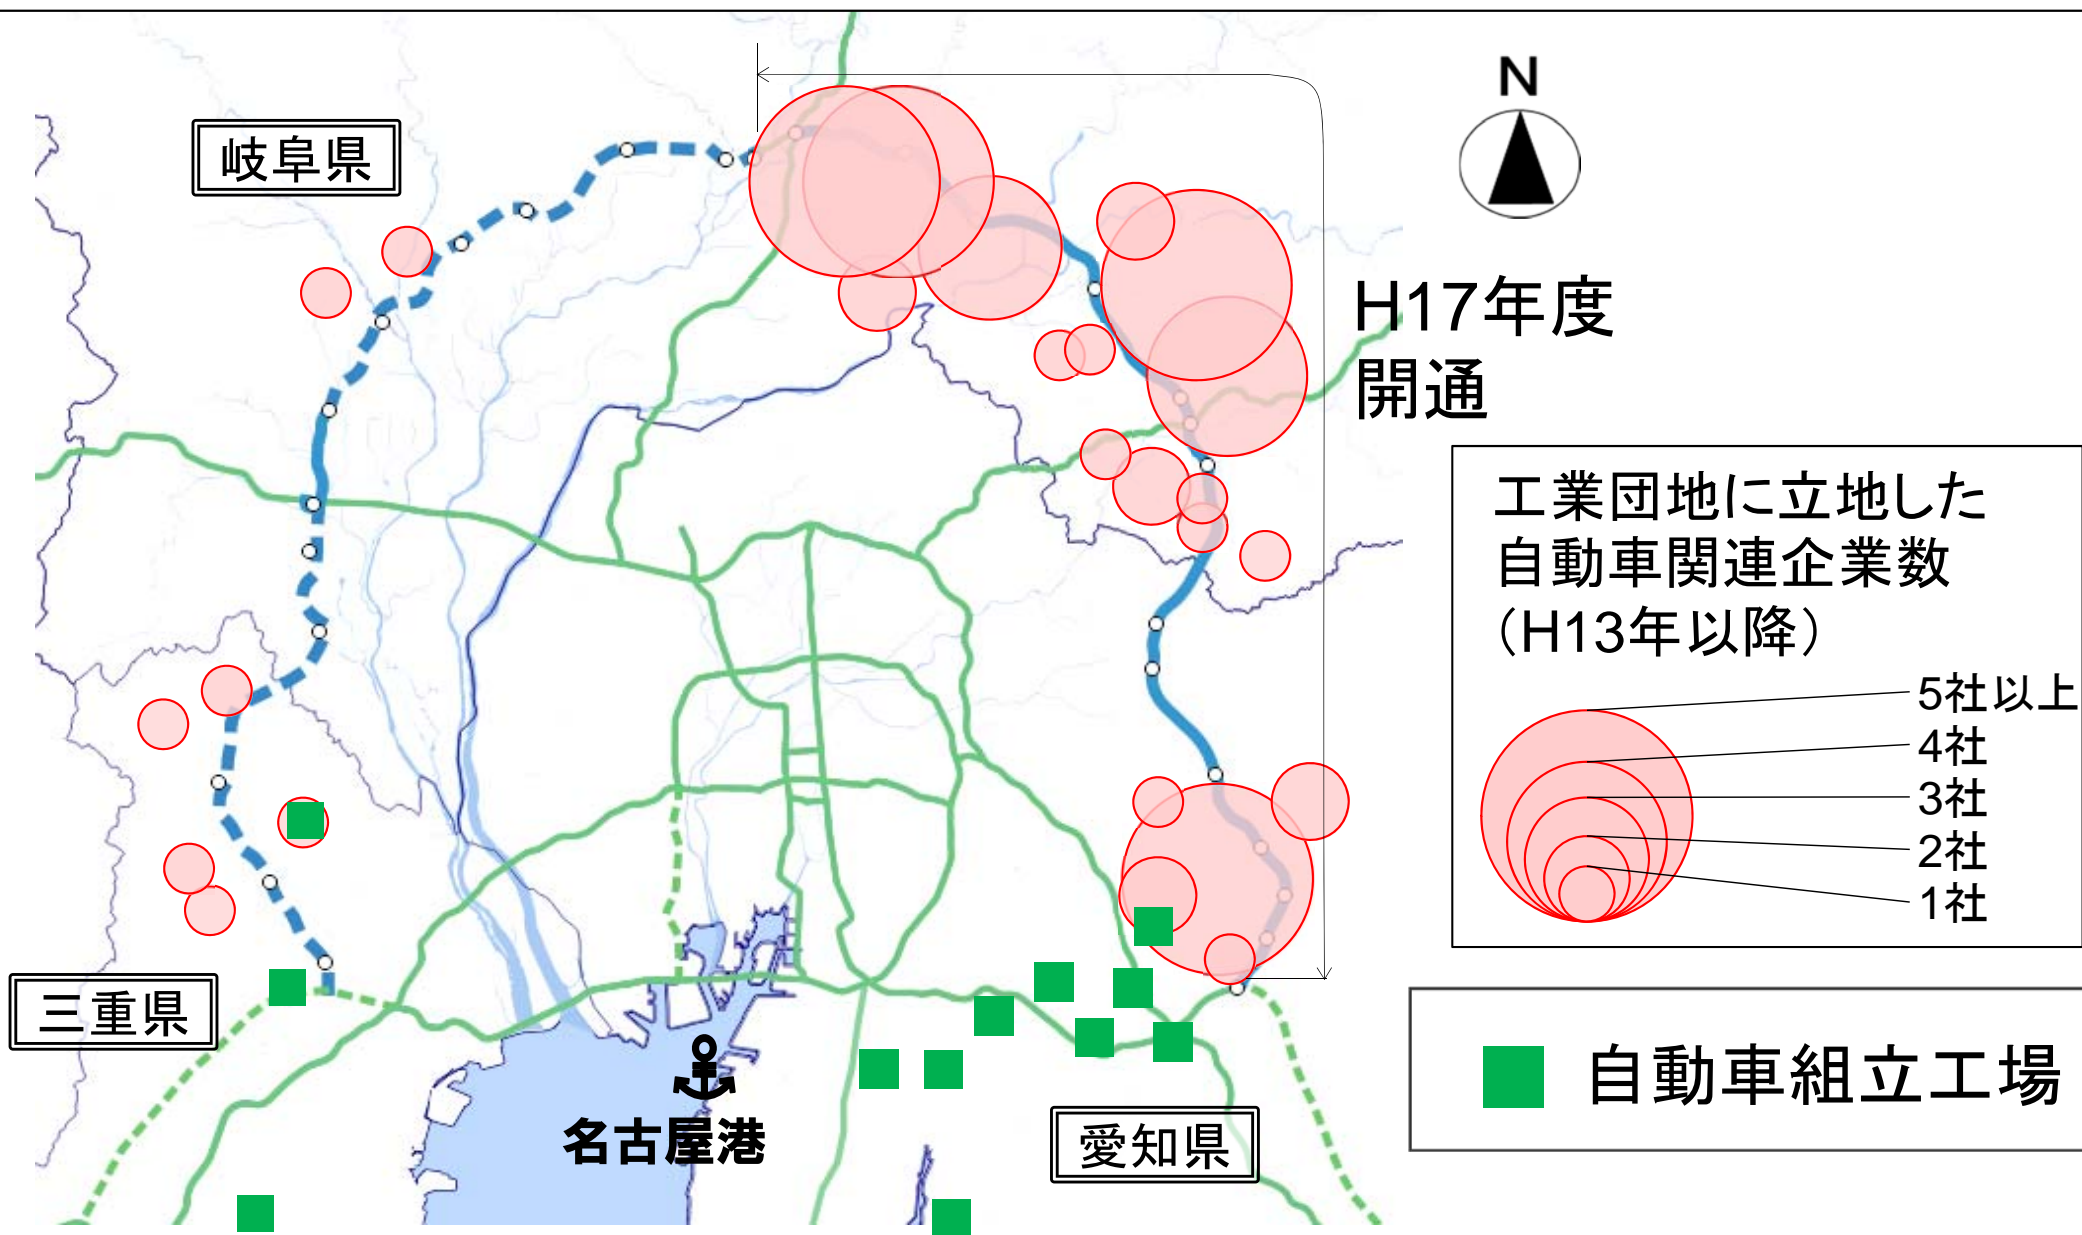 N
岐阜県
H17年度
開通
工業団地に立地した
自動車関連企業数
（H13年以降）
5社以上
4社
3社
2社
1社
三重県
自動車組立工場
名古屋港
愛知県